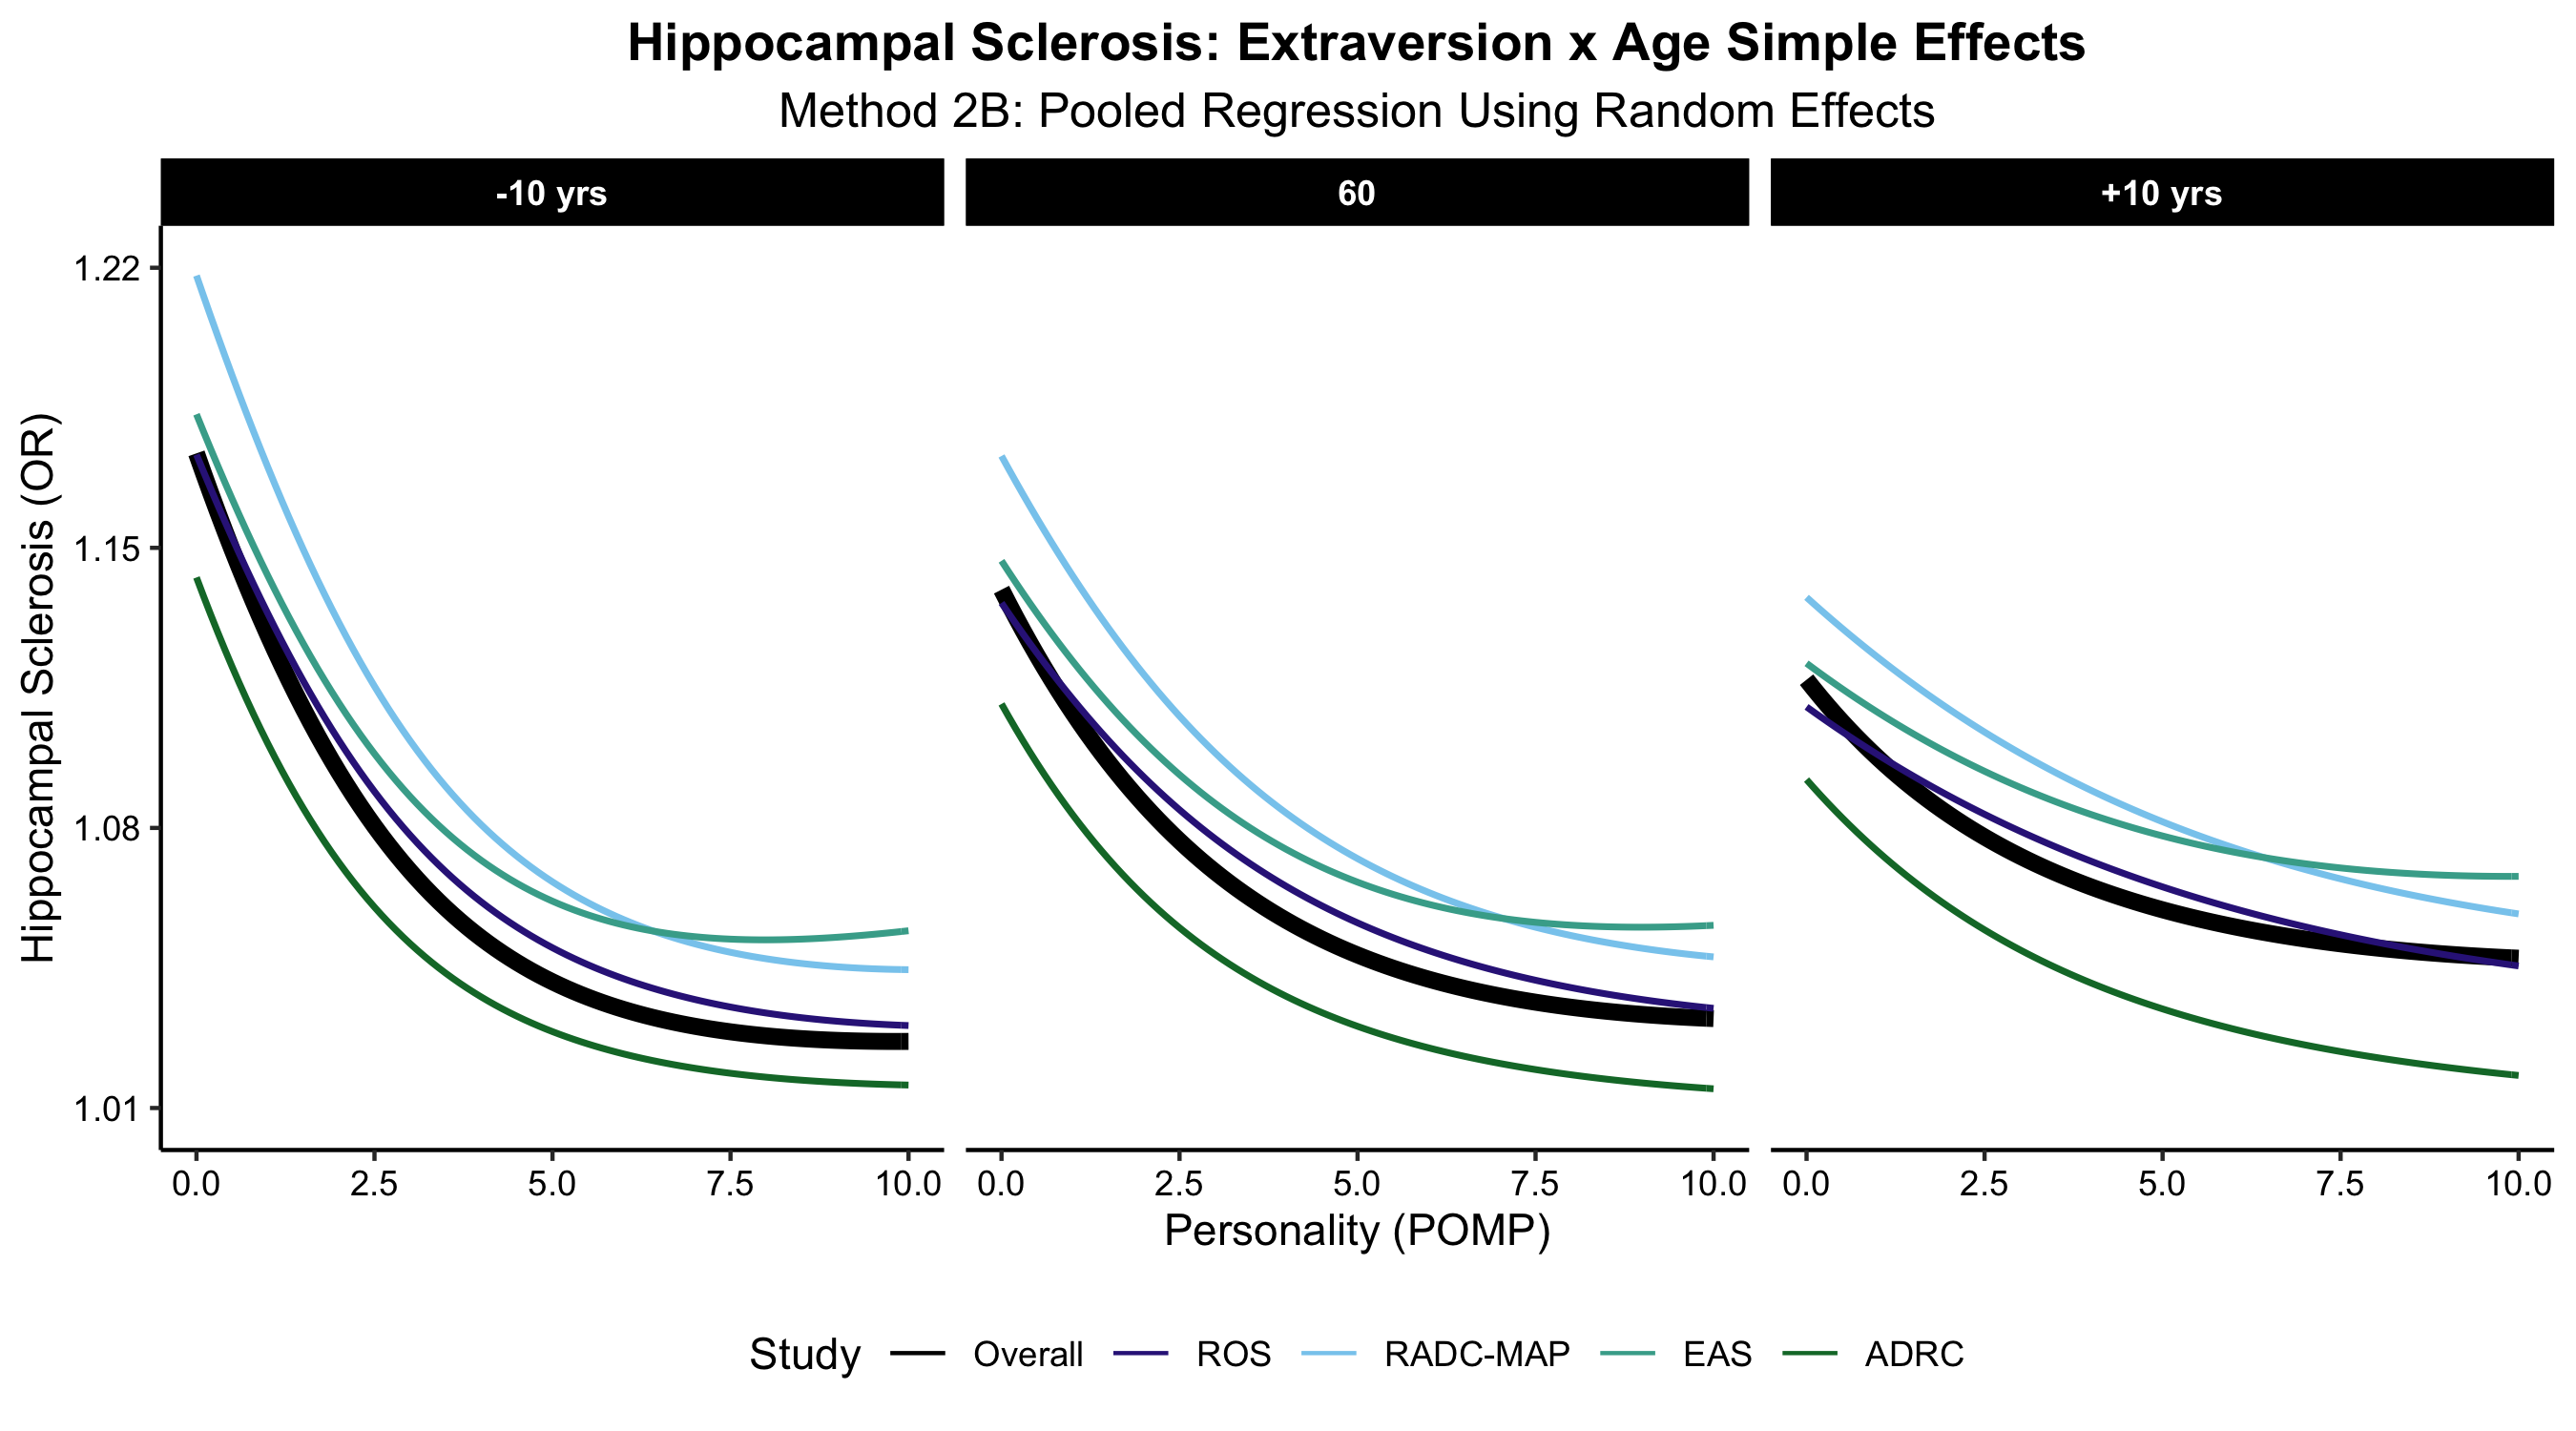 Hippocampal Sclerosis: Extraversion x Age Simple Effects
Method 2B: Pooled Regression Using Random Effects
-10 yrs
60
+10 yrs
Hippocampal Sclerosis (OR)
1.22
1.15
1.08
1.01
0.0 2.5 5.0 7.5 10.0
0.0 2.5 5.0 7.5 10.0
0.0 2.5 5.0 7.5 10.0
Personality (POMP)
Study Overall ROS RADC-MAP EAS ADRC